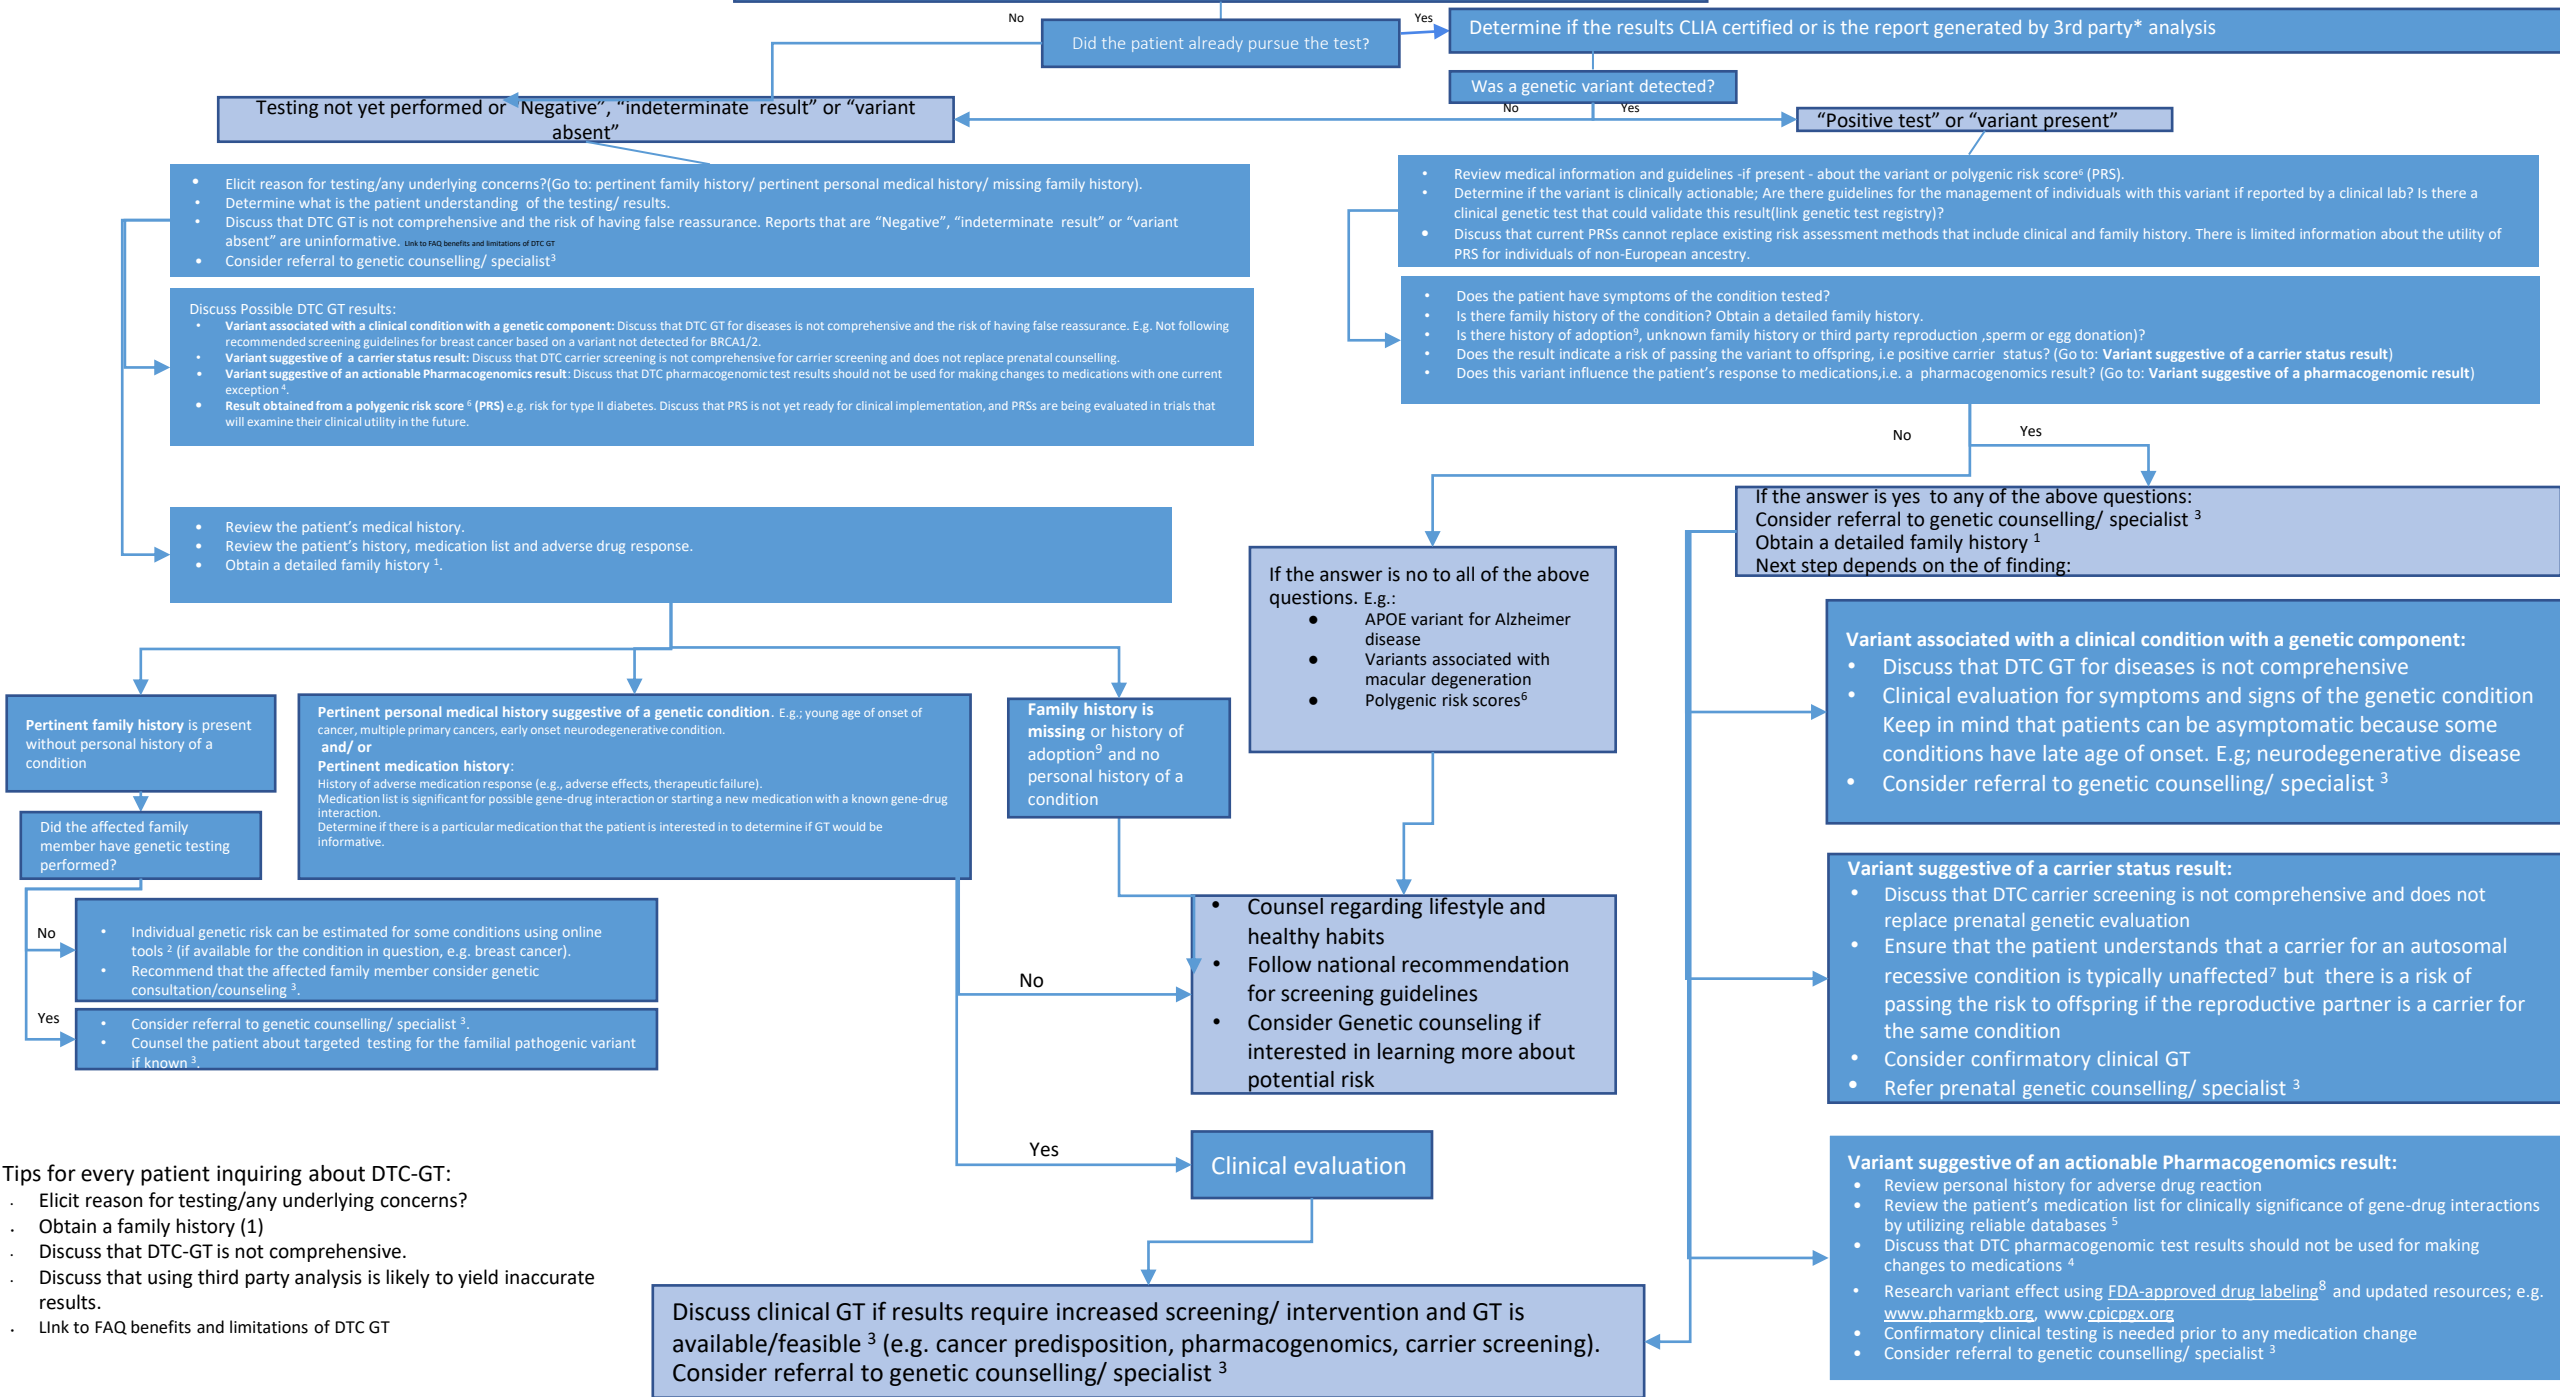 No
Did the patient already pursue the test?
Yes
Determine if the results CLIA certified or is the report generated by 3rd party* analysis
Was a genetic variant detected?
No
Yes
Testing not yet performed or "Negative", "indeterminate result" or "variant
absent"
"Positive test" or "variant present"
• Elicit reason for testing/any underlying concerns?(Go to: pertinent family history/ pertinent personal medical history/ missing family history).
• Determine what is the patient understanding of the testing/ results.
• Discuss that DTC GT is not comprehensive and the risk of having false reassurance. Reports that are "Negative", "indeterminate result" or "variant
absent" are uninformative. LInk to FAQ benefits and limitations of DTC GT
• Consider referral to genetic counselling/ specialist3
• Review medical information and guidelines -if present - about the variant or polygenic risk score6 (PRS).
• Determine if the variant is clinically actionable; Are there guidelines for the management of individuals with this variant if reported by a clinical lab? Is there a
clinical genetic test that could validate this result(link genetic test registry)?
• Discuss that current PRSs cannot replace existing risk assessment methods that include clinical and family history. There is limited information about the utility of
PRS for individuals of non-European ancestry.
Discuss Possible DTC GT results:
• Variant associated with a clinical condition with a genetic component: Discuss that DTC GT for diseases is not comprehensive and the risk of having false reassurance. E.g. Not following
recommended screening guidelines for breast cancer based on a variant not detected for BRCA1/2.
• Variant suggestive of a carrier status result: Discuss that DTC carrier screening is not comprehensive for carrier screening and does not replace prenatal counselling.
• Variant suggestive of an actionable Pharmacogenomics result: Discuss that DTC pharmacogenomic test results should not be used for making changes to medications with one current
exception 4.
• Result obtained from a polygenic risk score 6 (PRS) e.g. risk for type II diabetes. Discuss that PRS is not yet ready for clinical implementation, and PRSs are being evaluated in trials that
will examine their clinical utility in the future.
• Does the patient have symptoms of the condition tested?
• Is there family history of the condition? Obtain a detailed family history.
• Is there history of adoption9, unknown family history or third party reproduction ,sperm or egg donation)?
• Does the result indicate a risk of passing the variant to offspring, i.e positive carrier status? (Go to: Variant suggestive of a carrier status result)
• Does this variant influence the patient's response to medications,i.e. a pharmacogenomics result? (Go to: Variant suggestive of a pharmacogenomic result)
No
Yes
• Review the patient's medical history.
• Review the patient's history, medication list and adverse drug response.
• Obtain a detailed family history 1.
If the answer is no to all of the above
questions. E.g.:
● APOE variant for Alzheimer
disease
● Variants associated with
macular degeneration
● Polygenic risk scores6
If the answer is yes to any of the above questions:
Consider referral to genetic counselling/ specialist 3
Obtain a detailed family history 1
Next step depends on the of finding:
Variant associated with a clinical condition with a genetic component:
• Discuss that DTC GT for diseases is not comprehensive
• Clinical evaluation for symptoms and signs of the genetic condition
Keep in mind that patients can be asymptomatic because some
conditions have late age of onset. E.g; neurodegenerative disease
• Consider referral to genetic counselling/ specialist 3
Pertinent family history is present
without personal history of a
condition
Pertinent personal medical history suggestive of a genetic condition. E.g.; young age of onset of
cancer, multiple primary cancers, early onset neurodegenerative condition.
and/ or
Pertinent medication history:
History of adverse medication response (e.g., adverse effects, therapeutic failure).
Medication list is significant for possible gene-drug interaction or starting a new medication with a known gene-drug
interaction.
Determine if there is a particular medication that the patient is interested in to determine if GT would be
informative.
Family history is
missing or history of
adoption9 and no
personal history of a
condition
Did the affected family
member have genetic testing
performed?
No
• Individual genetic risk can be estimated for some conditions using online
tools 2 (if available for the condition in question, e.g. breast cancer).
• Recommend that the affected family member consider genetic
consultation/counseling 3.
Yes
• Consider referral to genetic counselling/ specialist 3.
• Counsel the patient about targeted testing for the familial pathogenic variant
if known 3.
No
• Counsel regarding lifestyle and
healthy habits
• Follow national recommendation
for screening guidelines
• Consider Genetic counseling if
interested in learning more about
potential risk
Variant suggestive of a carrier status result:
• Discuss that DTC carrier screening is not comprehensive and does not
replace prenatal genetic evaluation
• Ensure that the patient understands that a carrier for an autosomal
recessive condition is typically unaffected7 but there is a risk of
passing the risk to offspring if the reproductive partner is a carrier for
the same condition
• Consider confirmatory clinical GT
• Refer prenatal genetic counselling/ specialist 3
Yes
Clinical evaluation
Tips for every patient inquiring about DTC-GT:
. Elicit reason for testing/any underlying concerns?
. Obtain a family history (1)
. Discuss that DTC-GT is not comprehensive.
. Discuss that using third party analysis is likely to yield inaccurate
results.
. LInk to FAQ benefits and limitations of DTC GT
Discuss clinical GT if results require increased screening/ intervention and GT is
available/feasible 3 (e.g. cancer predisposition, pharmacogenomics, carrier screening).
Consider referral to genetic counselling/ specialist 3
Variant suggestive of an actionable Pharmacogenomics result:
• Review personal history for adverse drug reaction
• Review the patient's medication list for clinically significance of gene-drug interactions
by utilizing reliable databases 5
• Discuss that DTC pharmacogenomic test results should not be used for making
changes to medications 4
• Research variant effect using FDA-approved drug labeling8 and updated resources; e.g.
www.pharmgkb.org, www.cpicpgx.org
• Confirmatory clinical testing is needed prior to any medication change
• Consider referral to genetic counselling/ specialist 3